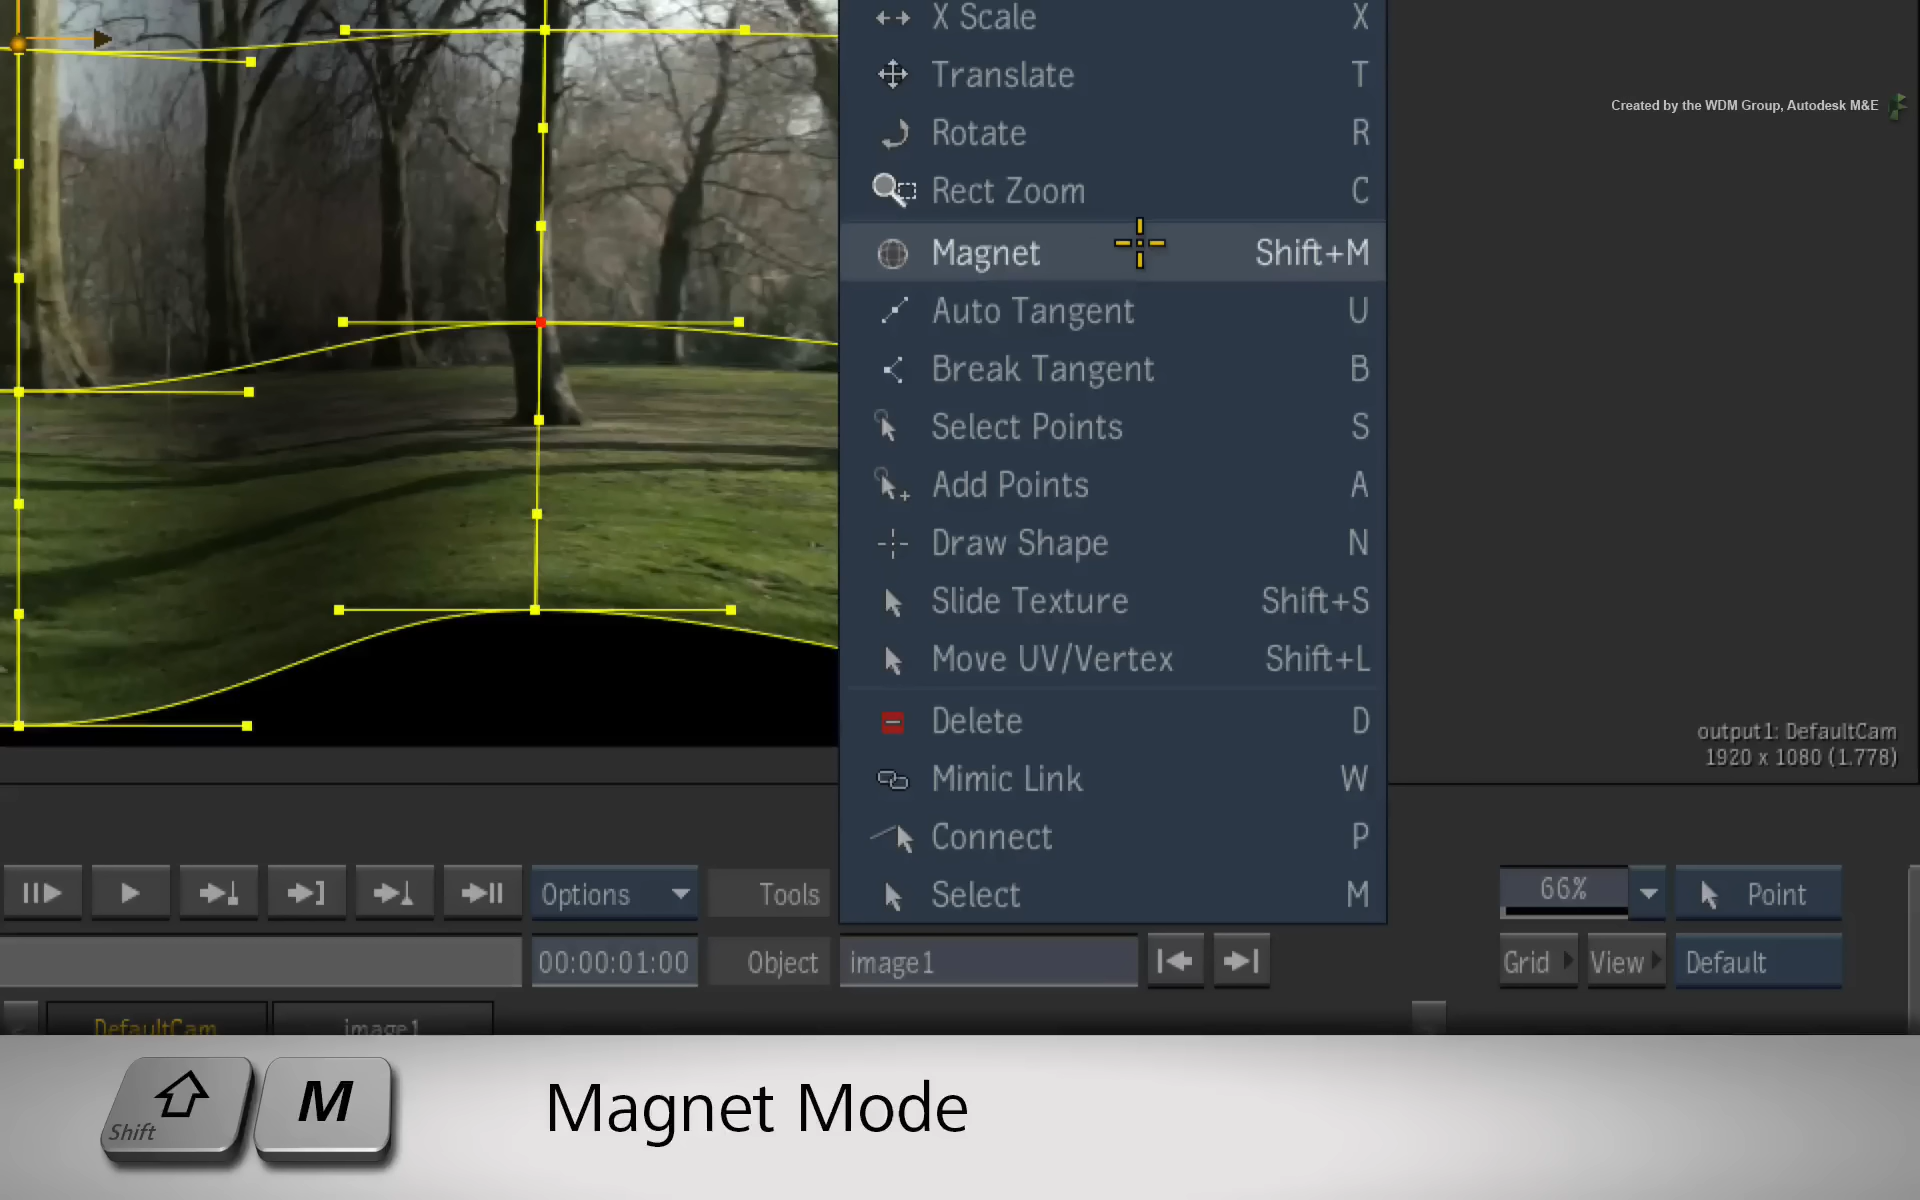 X Scale X
Translate T
Created by the WDM Group, Autodesk M&E
Rotate R
Rect Zoom C
Magnet Shift+M
Auto Tangent U
Break Tangent B
Select Points S
Add Points A
Draw Shape N
Slide Texture Shift+S
Move UV/Vertex Shift+L
Delete D
output1: DefaultCam
1920 x 1080 (1.778)
Mimic Link W
Connect P
Select M
Options Tools 66% Point
00:00:01:00 Object image1 Grid View Default
DefaultCam image1
Shift M Magnet Mode